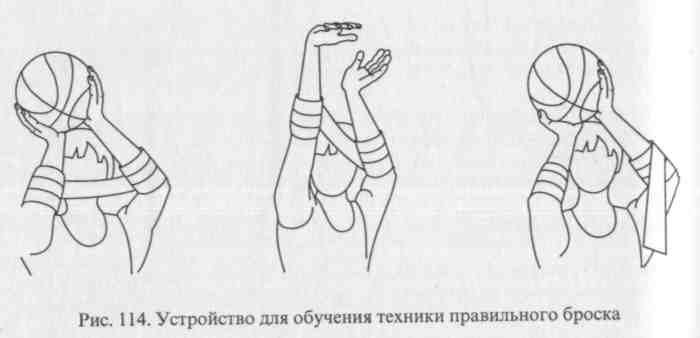 Рис. 114. Устройство для обучения техники правильного броска